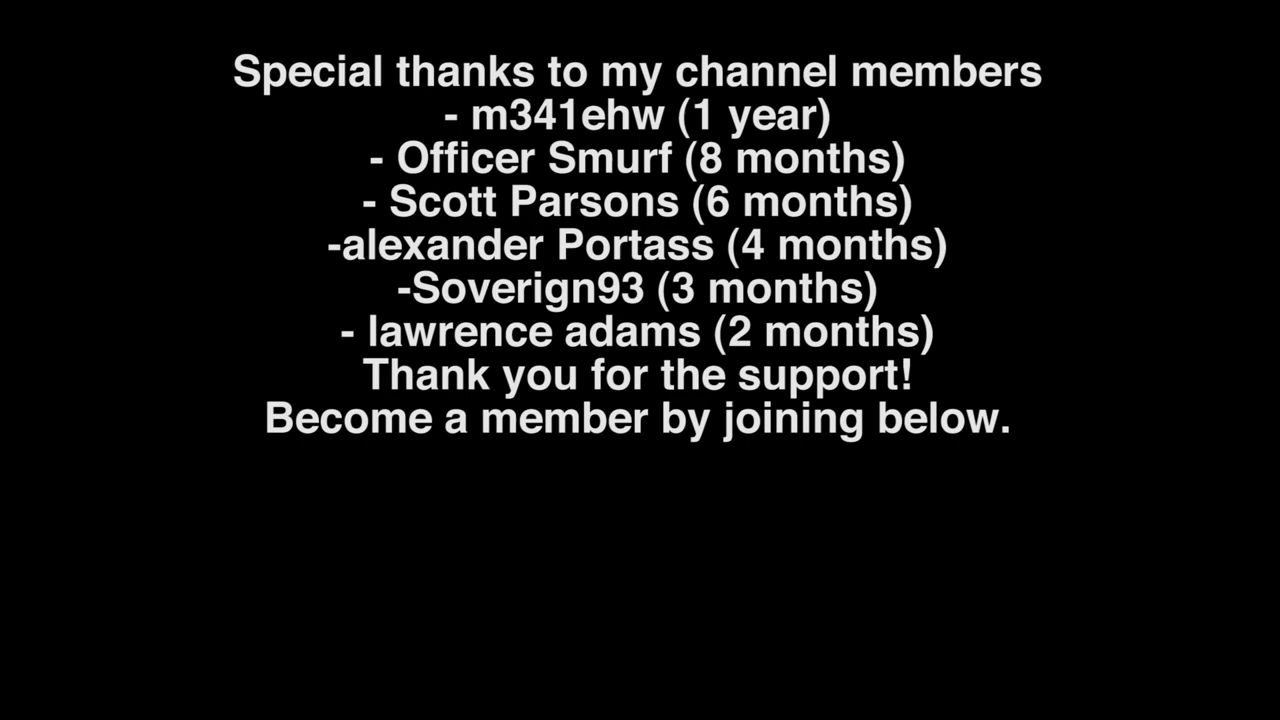 Special thanks to my channel members
- m341ehw (1 year)
- Officer Smurf (8 months)
- Scott Parsons (6 months)
-alexander Portass (4 months)
-Soverign93 (3 months)
- lawrence adams (2 months)
Thank you for the support!
Become a member by joining below.